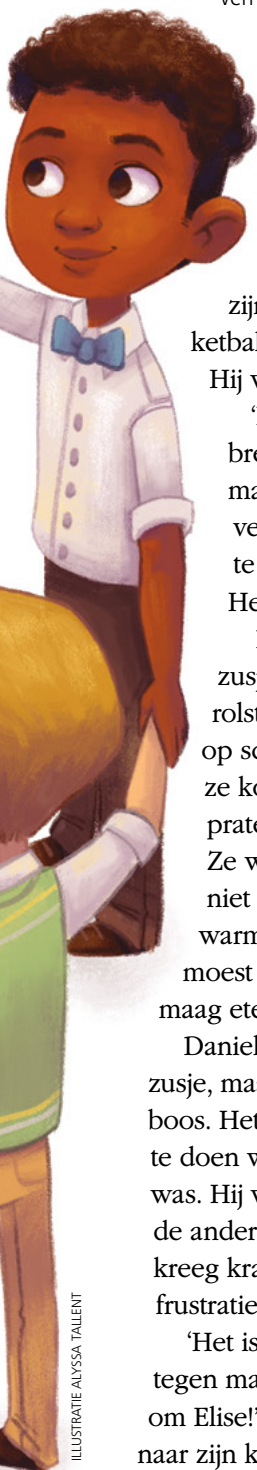 ven
zijn
ketbal
Hij
bre
ma
ve
te
He
zusj
rolst
op sc
ze ko
prate
Ze w
niet
warm
moest
maag ete
Daniel
zusje, maa
boos. Het
te doen w
was. Hij
de ander
kreeg kra
frustratie
‘Het is
tegen ma
om Elise!’
naar zijn k
ILLUSTRATIE ALYSSA TALLENT